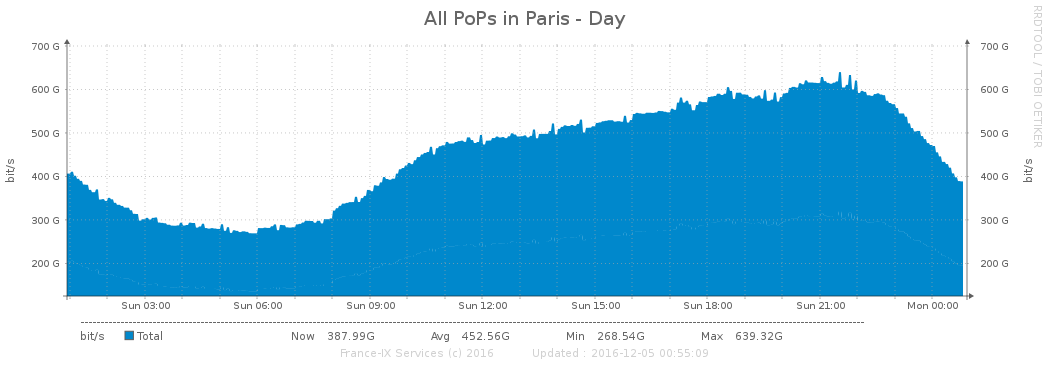 All PoPs in Paris - Day
RRDTOOL / TOBI OETIKER
bit/s
700 G
600 G
500 G
400 G
300 G
200 G
700 G
600 G
500 G
400 G
300 G
200 G
bit/s
Sun 03:00 Sun 06:00 Sun 09:00 Sun 12:00 Sun 15:00 Sun 18:00 Sun 21:00 Mon 00:00
bit/s Total Now 387.99G Avg 452.56G Min 268.54G Max 639.32G
France-IX Services (c) 2016 Updated : 2016-12-05 00:55:09